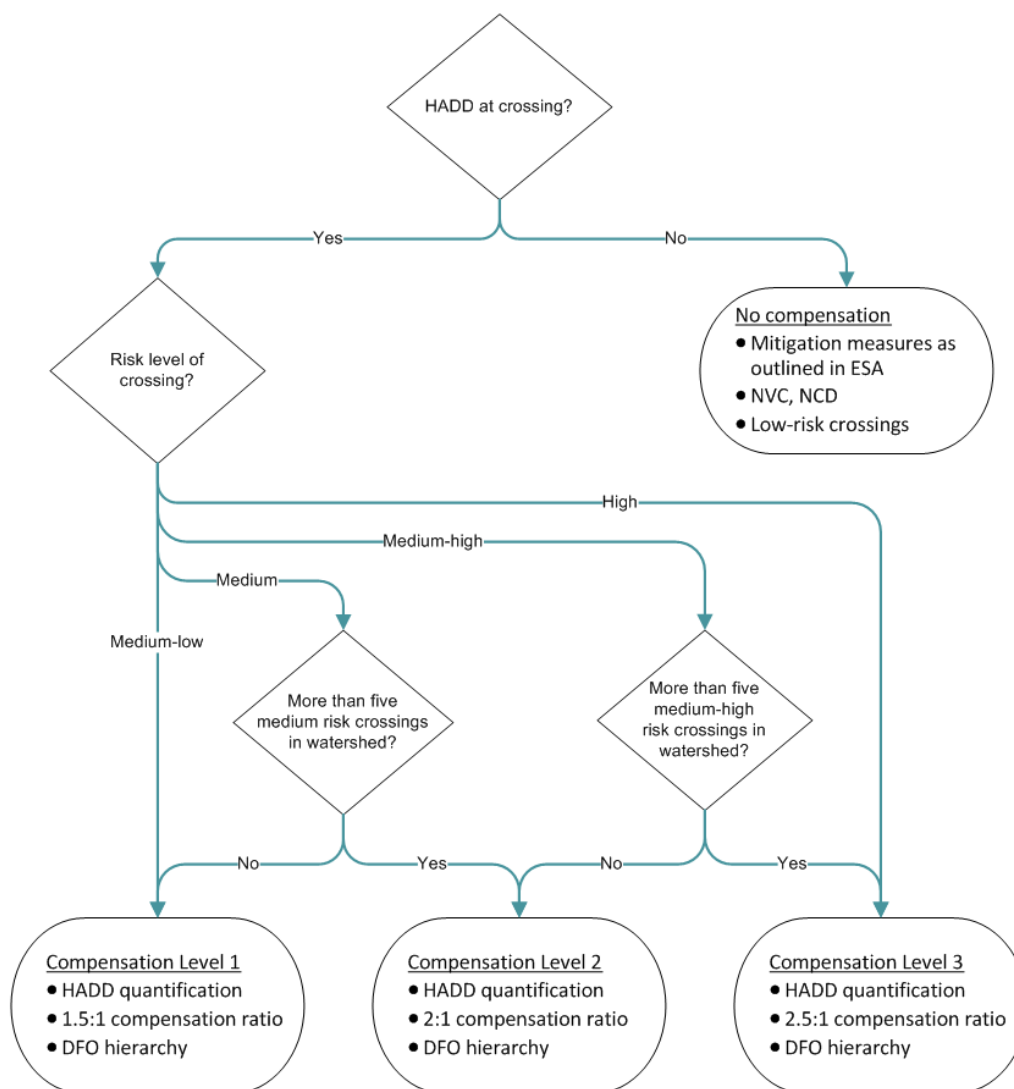 HADD at crossing?
Yes
No
No compensation
● Mitigation measures as
outlined in ESA
● NVC, NCD
● Low-risk crossings
Risk level of
crossing?
High
Medium-high
Medium
Medium-low
More than five
medium risk crossings
in watershed?
More than five
medium-high
risk crossings in
watershed?
No
Yes
No
Yes
Compensation Level 1
● HADD quantification
● 1.5:1 compensation ratio
● DFO hierarchy
Compensation Level 2
● HADD quantification
● 2:1 compensation ratio
● DFO hierarchy
Compensation Level 3
● HADD quantification
● 2.5:1 compensation ratio
● DFO hierarchy